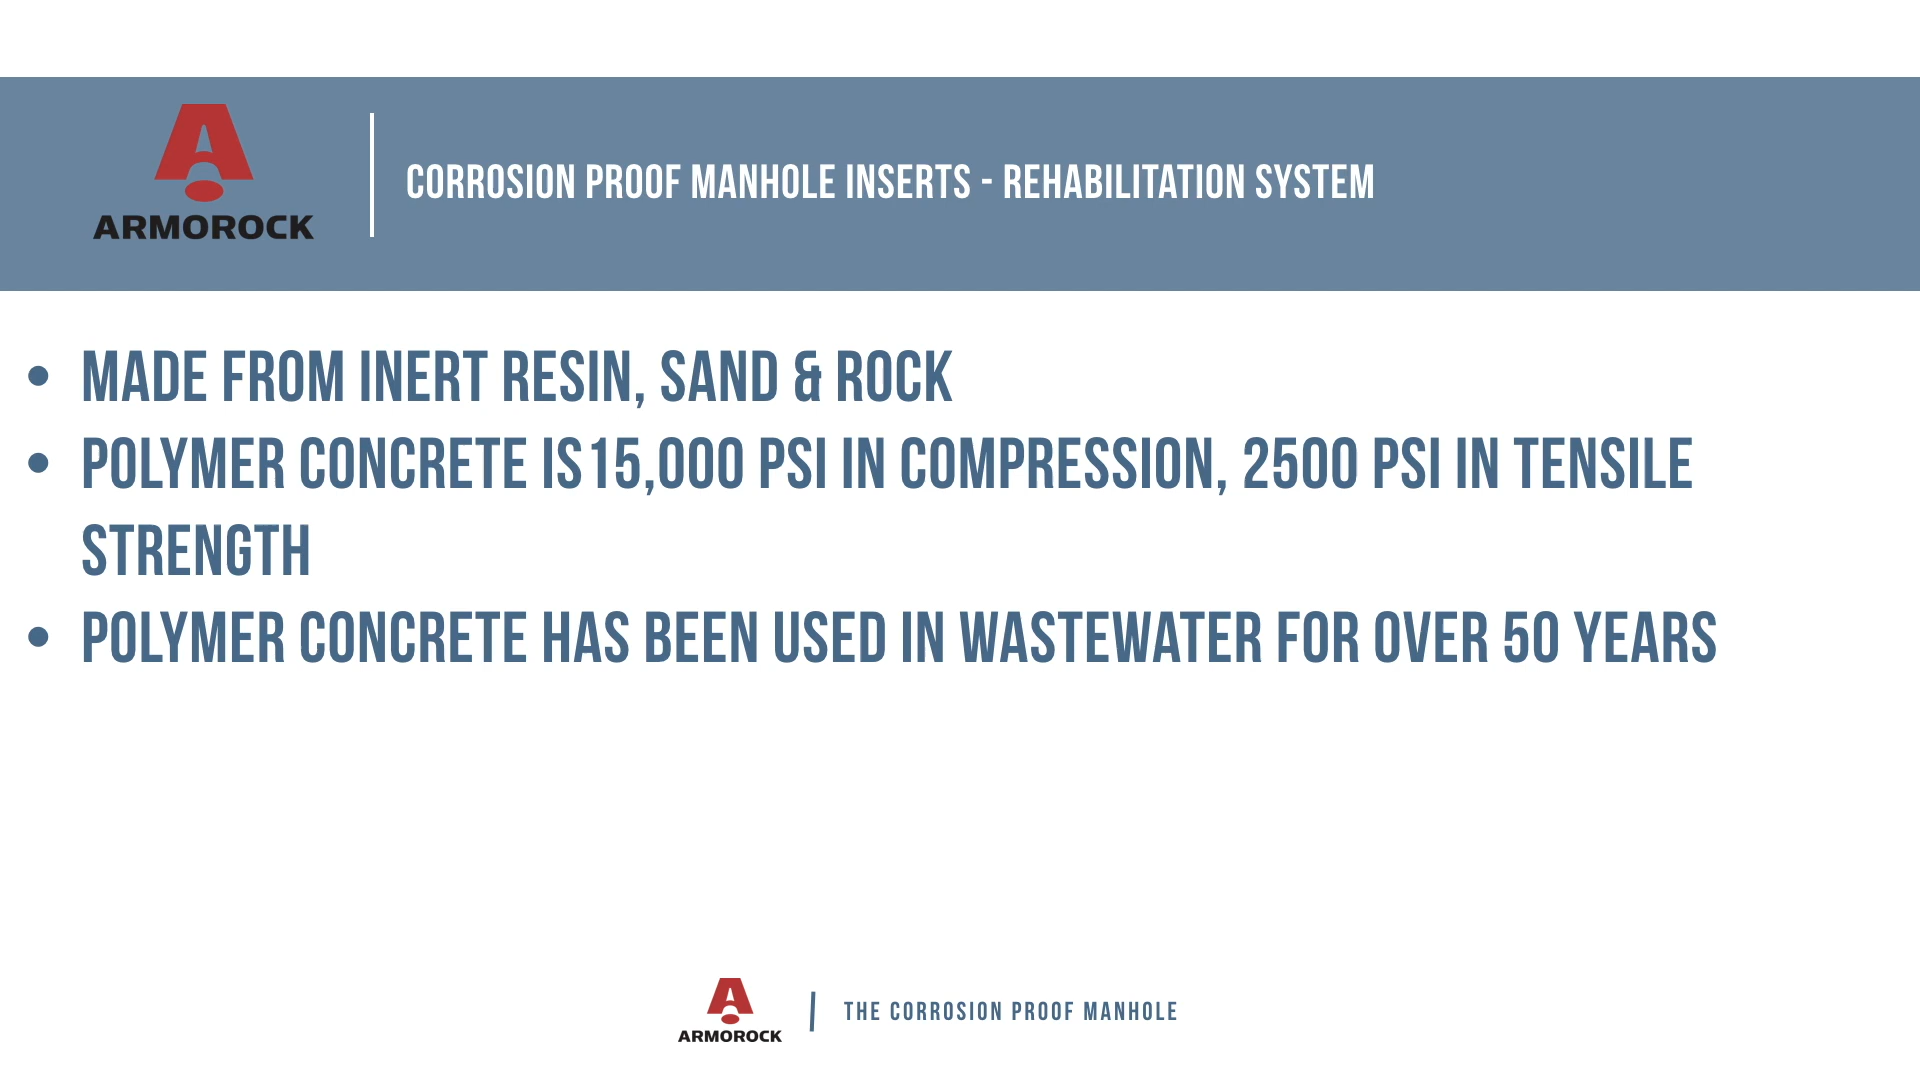 ARMOROCK
CORROSION PROOF MANHOLE INSERTS - REHABILITATION SYSTEM
• MADE FROM INERT RESIN, SAND & ROCK
• POLYMER CONCRETE IS 15,000 PSI IN COMPRESSION, 2500 PSI IN TENSILE
STRENGTH
• POLYMER CONCRETE HAS BEEN USED IN WASTEWATER FOR OVER 50 YEARS
ARMOROCK
THE CORROSION PROOF MANHOLE